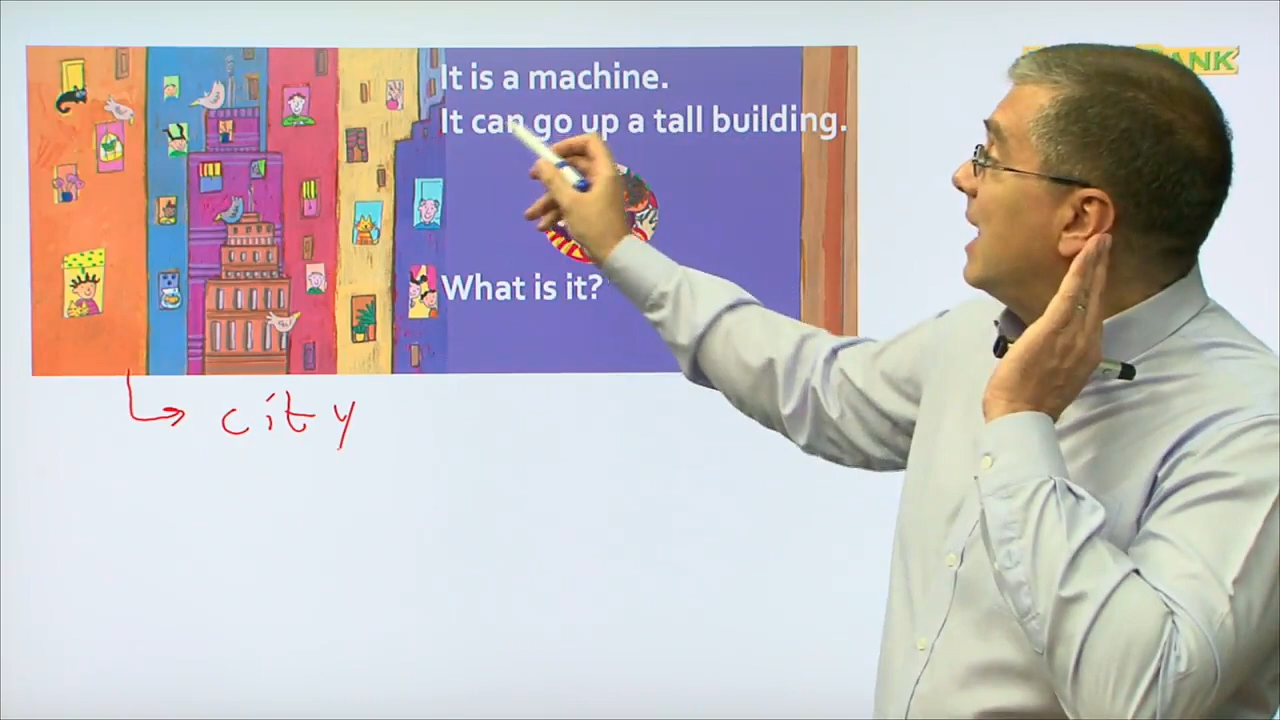 It is a machine.
It can go up a tall building.
What is it?
city